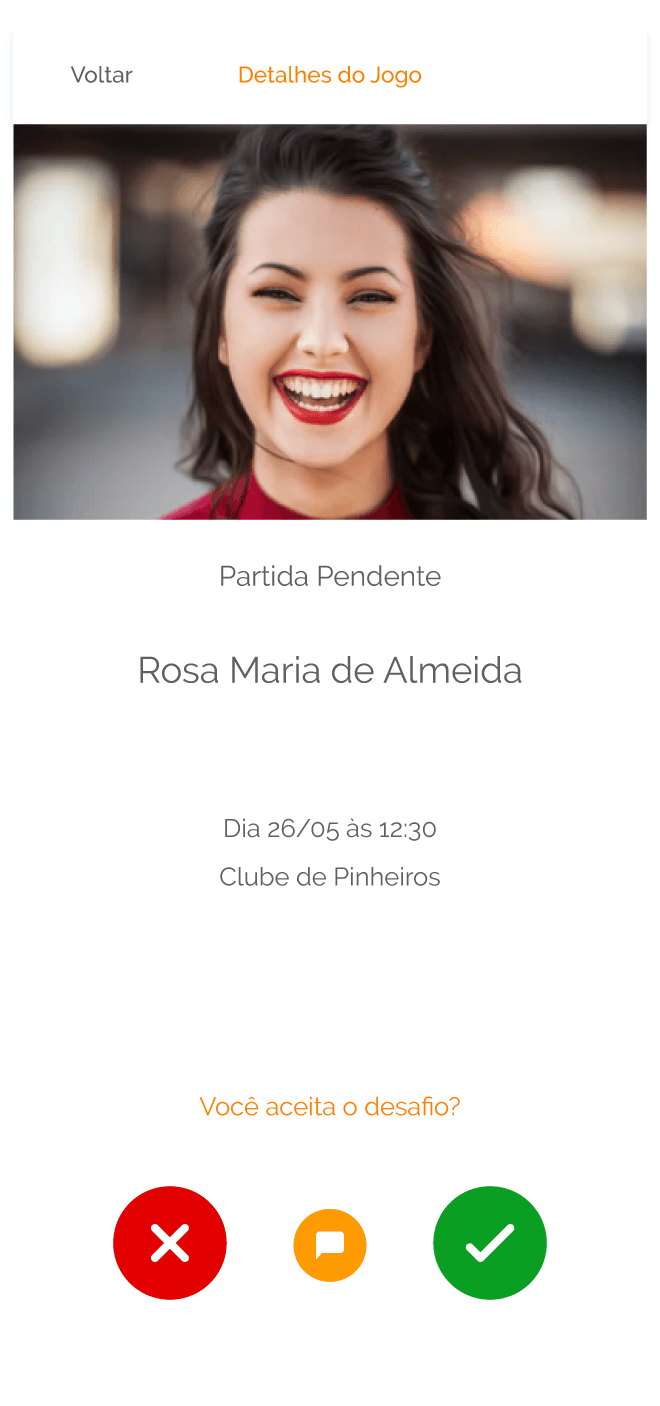 Voltar
Detalhes do Jogo
Partida Pendente
Rosa Maria de Almeida
Dia 26/05 às 12:30
Clube de Pinheiros
Você aceita o desafio?